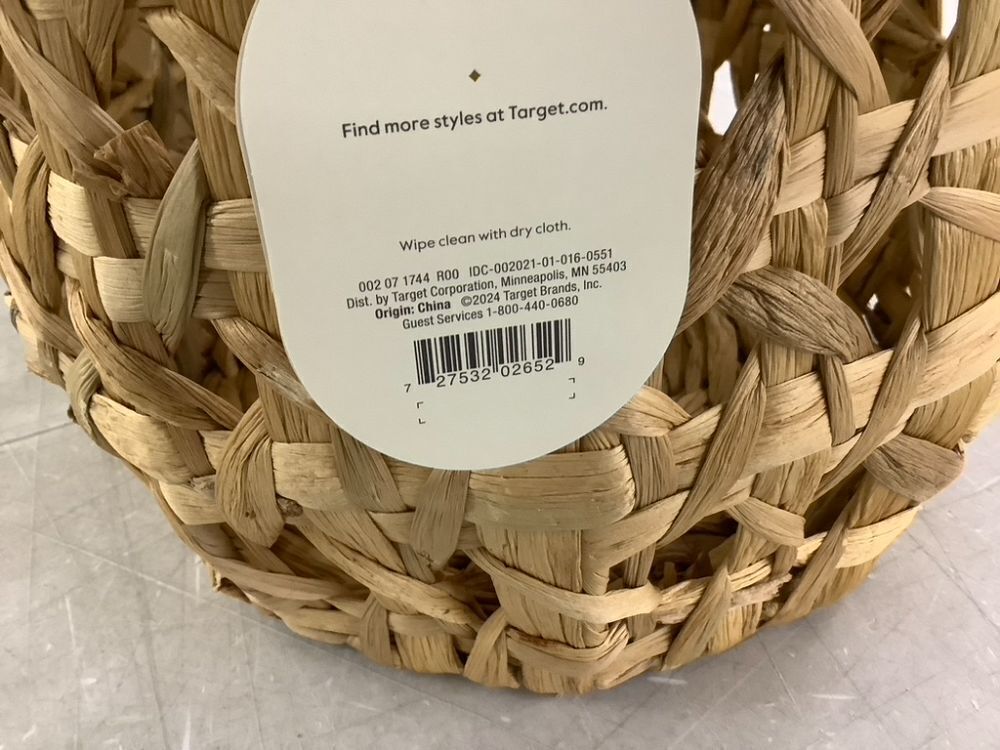 Find more styles at Target.com.
Wipe clean with dry cloth.
002 07 1744 R00 IDC-002021-01-016-0551
Dist. by Target Corporation, Minneapolis, MN 55403
Origin: China ©2024 Target Brands, Inc.
Guest Services 1-800-440-0680
7 27532 02652 9